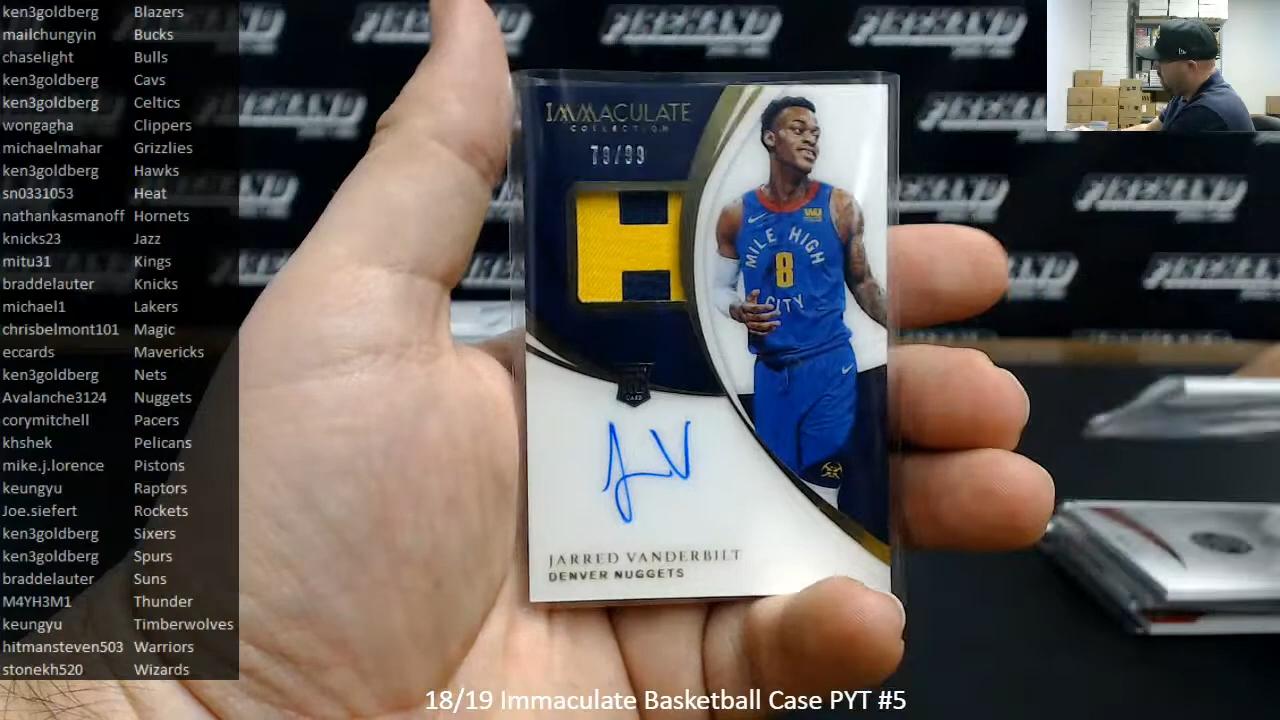 ken3goldberg Blazers
mailchungyin Bucks
chaselight Bulls
ken3goldberg Cavs
ken3goldberg Celtics
wongagha Clippers
michaelmahar Grizzlies
ken3goldberg Hawks
sn0331053 Heat
nathankasmanoff Hornets
knicks23 Jazz
mitu31 Kings
braddelauter Knicks
michael1 Lakers
chrisbelmont101 Magic
eccards Mavericks
ken3goldberg Nets
Avalanche3124 Nuggets
corymitchell Pacers
khshek Pelicans
mike.j.lorence Pistons
keungyu Raptors
Joe.siefert Rockets
ken3goldberg Sixers
ken3goldberg Spurs
braddelauter Suns
M4YH3M1 Thunder
keungyu Timberwolves
hitmansteven503 Warriors
stonekh520 Wizards
IMMACULATE
COLLECTION
79/99
MILE HIGH
8
CITY
JARRED VANDERBILT
DENVER NUGGETS
18/19 Immaculate Basketball Case PYT #5